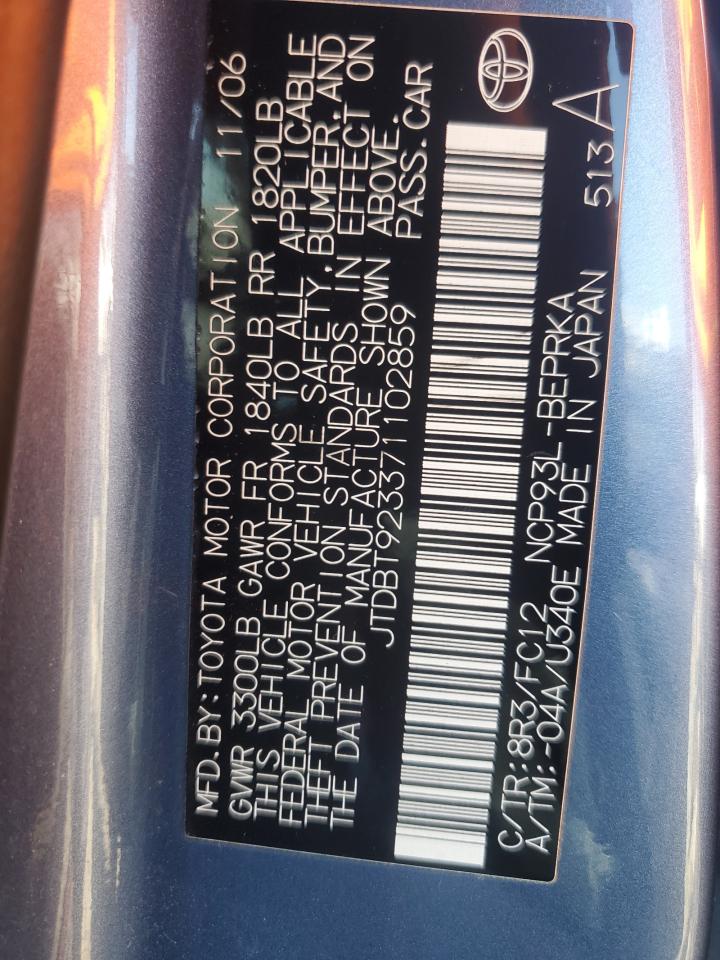 MFD.BY:TOYOTA MOTOR CORPORATION 11/06
GVWR 3300LB GAWR FR 1840LB RR 1820LB
THIS VEHICLE CONFORMS TO ALL APPLICABLE
FEDERAL MOTOR VEHICLE SAFETY,BUMPER,AND
THEFT PREVENTION STANDARDS IN EFFECT ON
THE DATE OF MANUFACTURE SHOWN ABOVE.
JTDBT923371102859 PASS.CAR
C/TR:8R3/FC12 NCP93L-BEPRKA
A/TM:-04A/U340E MADE IN JAPAN 513 A